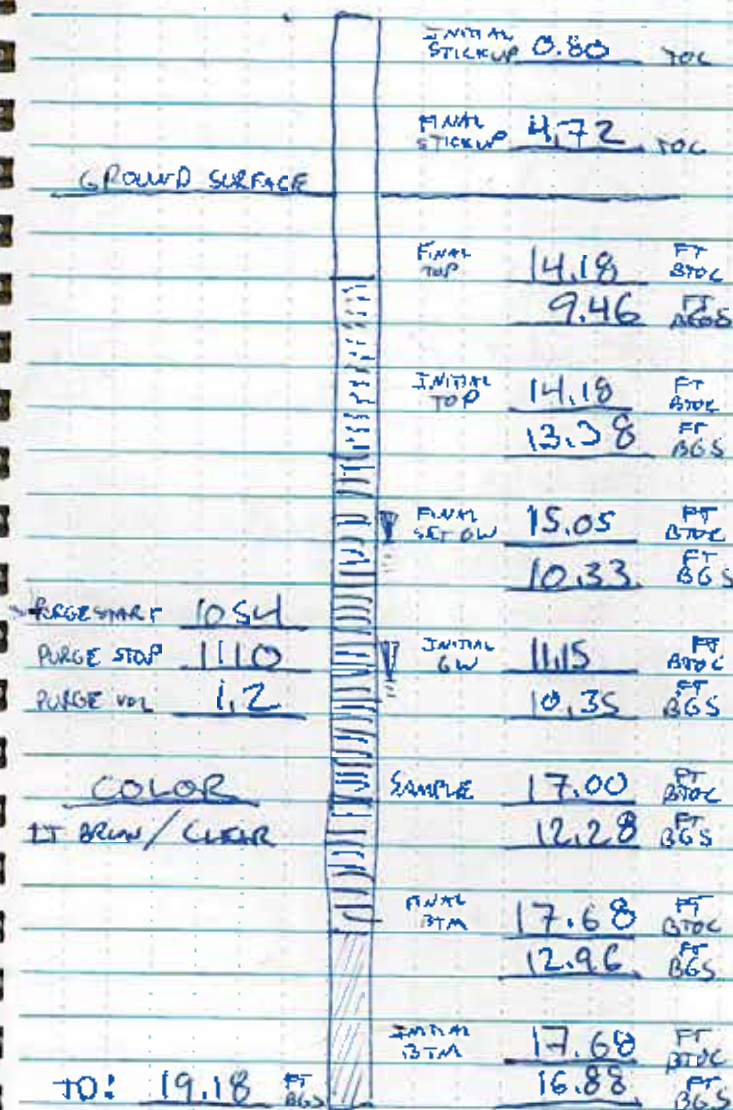 INITIAL
STICKUP 0.80 TOC
FINAL
STICKUP 4.72 TOC
GROUND SURFACE
FINAL TOP 14.18 FT BTOC
9.46 FT BGS
INITIAL TOP 14.18 FT BTOC
13.38 FT BGS
FINAL SET GW 15.05 FT BTOC
10.33 FT BGS
PURGE START 1054
PURGE STOP 1110
PURGE VOL 1.2
INITIAL GW 11.15 FT BTOC
10.35 FT BGS
COLOR
LT BRWN / CLEAR
SAMPLE 17.00 FT BTOC
12.28 FT BGS
FINAL BTM 17.68 FT BTOC
12.96 FT BGS
INITIAL BTM 17.68 FT BTOC
16.88 FT BGS
TD: 19.18 FT BGS